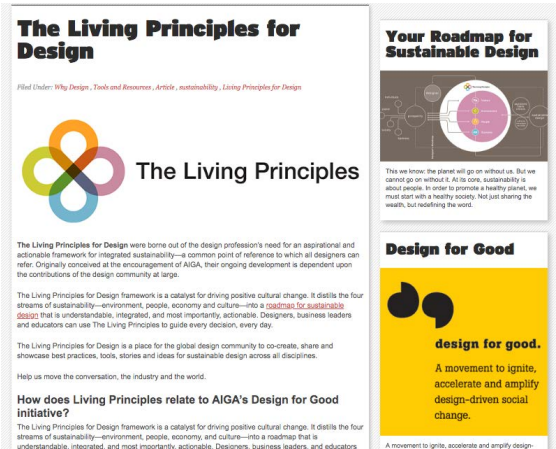 The Living Principles for
Design
Filed Under: Why Design , Tools and Resources , Article , sustainability , Living Principles for Design
The Living Principles
The Living Principles for Design were borne out of the design profession's need for an aspirational and
actionable framework for integrated sustainability—a common point of reference to which all designers can
refer. Originally conceived at the encouragement of AIGA, their ongoing development is dependent upon
the contributions of the design community at large.
The Living Principles for Design framework is a catalyst for driving positive cultural change. It distills the four
streams of sustainability—environment, people, economy and culture—into a roadmap for sustainable
design that is understandable, integrated, and most importantly, actionable. Designers, business leaders
and educators can use The Living Principles to guide every decision, every day.
The Living Principles for Design is a place for the global design community to co-create, share and
showcase best practices, tools, stories and ideas for sustainable design across all disciplines.
Help us move the conversation, the industry and the world.
How does Living Principles relate to AIGA's Design for Good
initiative?
The Living Principles for Design framework is a catalyst for driving positive cultural change. It distills the four
streams of sustainability—environment, people, economy, and culture—into a roadmap that is
understandable, integrated, and most importantly, actionable. Designers, business leaders, and educators
Your Roadmap for
Sustainable Design
This we know: the planet will go on without us. But we
cannot go on without it. At its core, sustainability is
about people. In order to promote a healthy planet, we
must start with a healthy society. Not just sharing the
wealth, but redefining the word.
Design for Good
design for good.
A movement to ignite,
accelerate and amplify
design-driven social
change.
A movement to ignite, accelerate and amplify design-